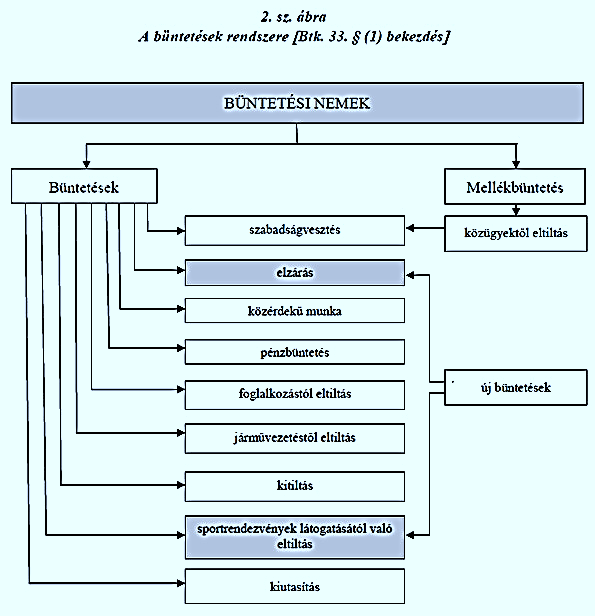 2. sz. ábra
A büntetések rendszere [Btk. 33. § (1) bekezdés]
BÜNTETÉSI NEMEK
Büntetések
Mellékbüntetés
szabadságvesztés
közügyektől eltiltás
elzárás
közérdekű munka
pénzbüntetés
foglalkozástól eltiltás
új büntetések
járművezetéstől eltiltás
kitiltás
sportrendezvények látogatásától való
eltiltás
kiutasítás